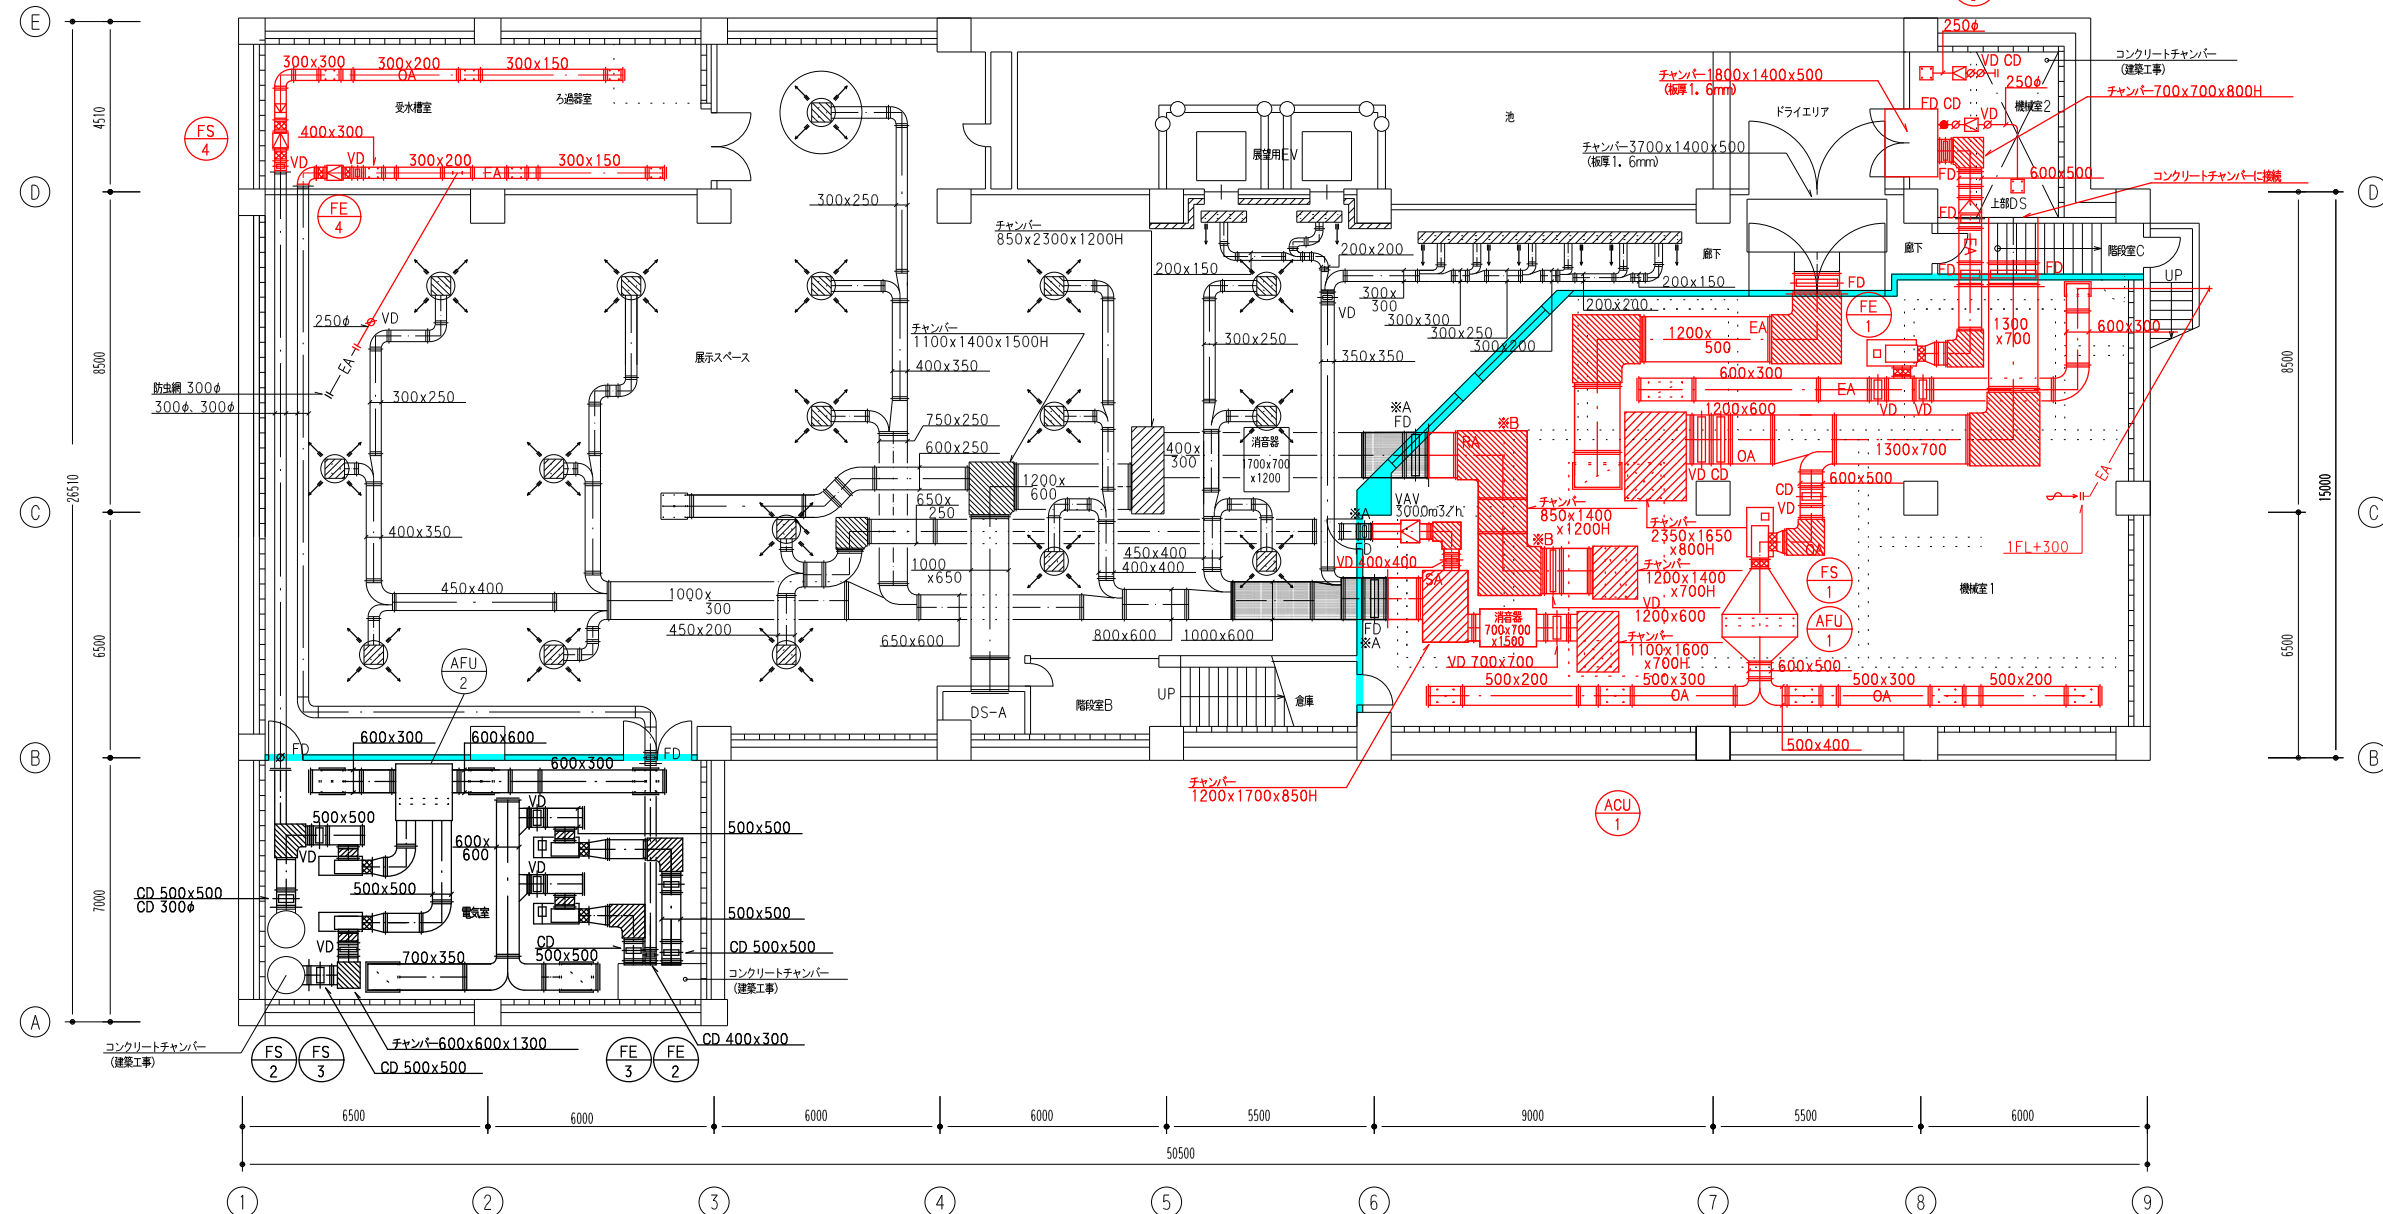 E
D
C
B
A
4510
8500
6500
7000
26510
300x300
300x200
OA
300x150
受水槽室
ろ過器室
FS
4
400x300
VD
VD
300x200
EA
300x150
FE
4
250φ
VD
EA
防虫網 300φ
300φ、300φ
300x250
400x350
450x400
展示スペース
300x250
チャンバー
1100x1400x1500H
400x350
750x250
600x250
650x
250
1200x
600
1000
x650
1000x
300
450x200
650x600
800x600
1000x600
450x400
400x400
400x
300
チャンバー
850x2300x1200H
200x150
展望用EV
池
200x200
300x250
350x350
VD
300x
300
300x300
300x250
300x200
200x200
200x150
消音器
1700x700
x1200
廊下
チャンバー1800x1400x500
(板厚1.6mm)
チャンバー3700x1400x500
(板厚1.6mm)
ドライエリア
250φ
VD CD
250φ
FD CD
VD
機械室2
コンクリートチャンバー
(建築工事)
チャンバー700x700x800H
600x500
コンクリートチャンバーに接続
上部DS
FD
FD
EA
廊下
階段室C
UP
FD
FD
FD
FE
1
1200x
500
EA
1300
x700
600x300
600x300
EA
VD
VD
1200x600
VD CD
OA
1300x700
600x500
CD
VD
OA
EA
1FL+300
機械室1
※A
FD
RA
※B
チャンバー
850x1400
x1200H
チャンバー
2350x1650
x800H
VAV
3000m3/h
※A
FD
VD 400x400
SA
※B
チャンバー
1200x1400
x700H
VD
1200x600
消音器
700x700
x1500
チャンバー
1100x1600
x700H
VD 700x700
FD
※A
FS
1
AFU
1
600x500
500x200
500x300
OA
500x300
OA
500x200
500x400
チャンバー
1200x1700x850H
ACU
1
AFU
2
DS-A
階段室B
UP
倉庫
FD
600x300
600x600
600x300
FD
500x500
VD
VD
600x
600
VD
500x500
500x500
電気室
CD 500x500
CD 300φ
VD
700x350
CD
500x500
500x500
CD 500x500
コンクリートチャンバー
(建築工事)
コンクリートチャンバー
(建築工事)
FS
2
FS
3
チャンバー600x600x1300
CD 500x500
FE
3
FE
2
CD 400x300
D
C
B
8500
6500
15000
6500
6000
6000
6000
5500
9000
5500
6000
50500
1
2
3
4
5
6
7
8
9